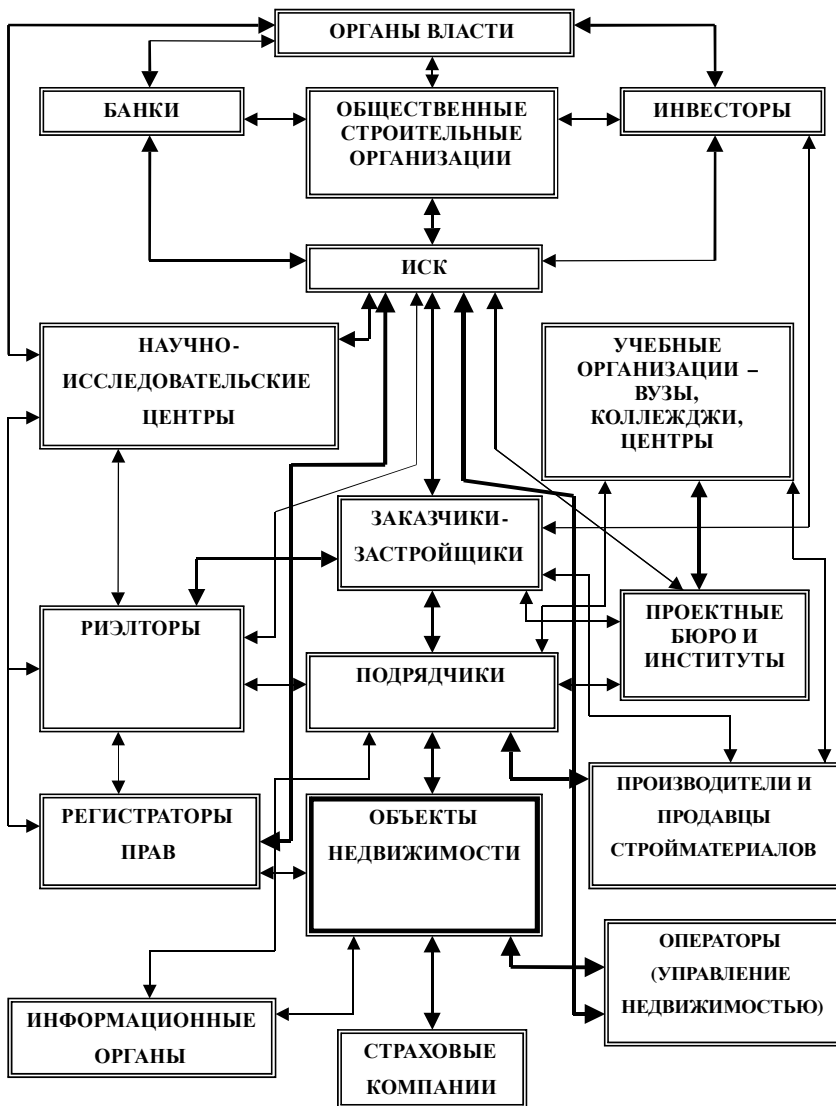 ОРГАНЫ ВЛАСТИ
БАНКИ
ОБЩЕСТВЕННЫЕ
СТРОИТЕЛЬНЫЕ
ОРГАНИЗАЦИИ
ИНВЕСТОРЫ
ИСК
НАУЧНО-
ИССЛЕДОВАТЕЛЬСКИЕ
ЦЕНТРЫ
УЧЕБНЫЕ
ОРГАНИЗАЦИИ –
ВУЗЫ,
КОЛЛЕЖДЖИ,
ЦЕНТРЫ
ЗАКАЗЧИКИ-
ЗАСТРОЙЩИКИ
РИЭЛТОРЫ
ПРОЕКТНЫЕ
БЮРО И
ИНСТИТУТЫ
ПОДРЯДЧИКИ
РЕГИСТРАТОРЫ
ПРАВ
ОБЪЕКТЫ
НЕДВИЖИМОСТИ
ПРОИЗВОДИТЕЛИ И
ПРОДАВЦЫ
СТРОЙМАТЕРИАЛОВ
ОПЕРАТОРЫ
(УПРАВЛЕНИЕ
НЕДВИЖИМОСТЬЮ)
ИНФОРМАЦИОННЫЕ
ОРГАНЫ
СТРАХОВЫЕ
КОМПАНИИ